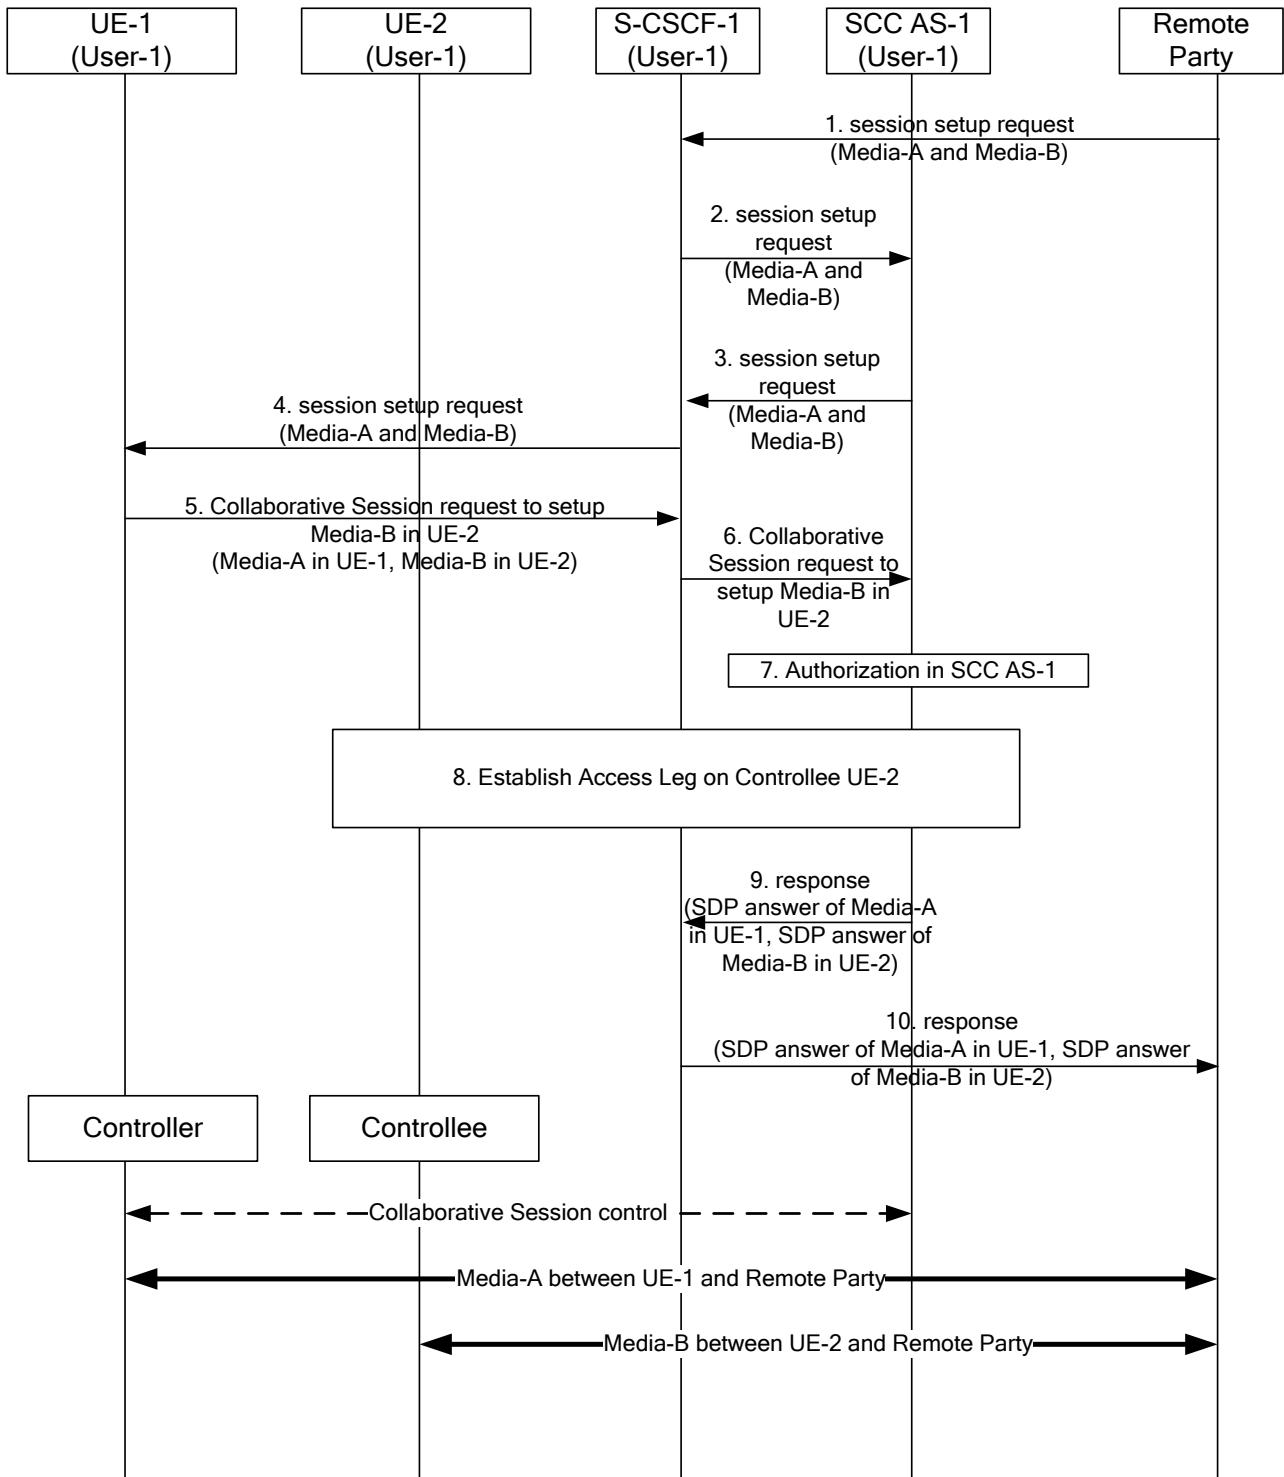 UE-1
(User-1)
UE-2
(User-1)
S-CSCF-1
(User-1)
SCC AS-1
(User-1)
Remote
Party
1. session setup request
(Media-A and Media-B)
2. session setup
request
(Media-A and
Media-B)
3. session setup
request
(Media-A and
Media-B)
4. session setup request
(Media-A and Media-B)
5. Collaborative Session request to setup
Media-B in UE-2
(Media-A in UE-1, Media-B in UE-2)
6. Collaborative
Session request to
setup Media-B in
UE-2
7. Authorization in SCC AS-1
8. Establish Access Leg on Controllee UE-2
9. response
(SDP answer of Media-A
in UE-1, SDP answer of
Media-B in UE-2)
10. response
(SDP answer of Media-A in UE-1, SDP answer
of Media-B in UE-2)
Controller
Controllee
Collaborative Session control
Media-A between UE-1 and Remote Party
Media-B between UE-2 and Remote Party